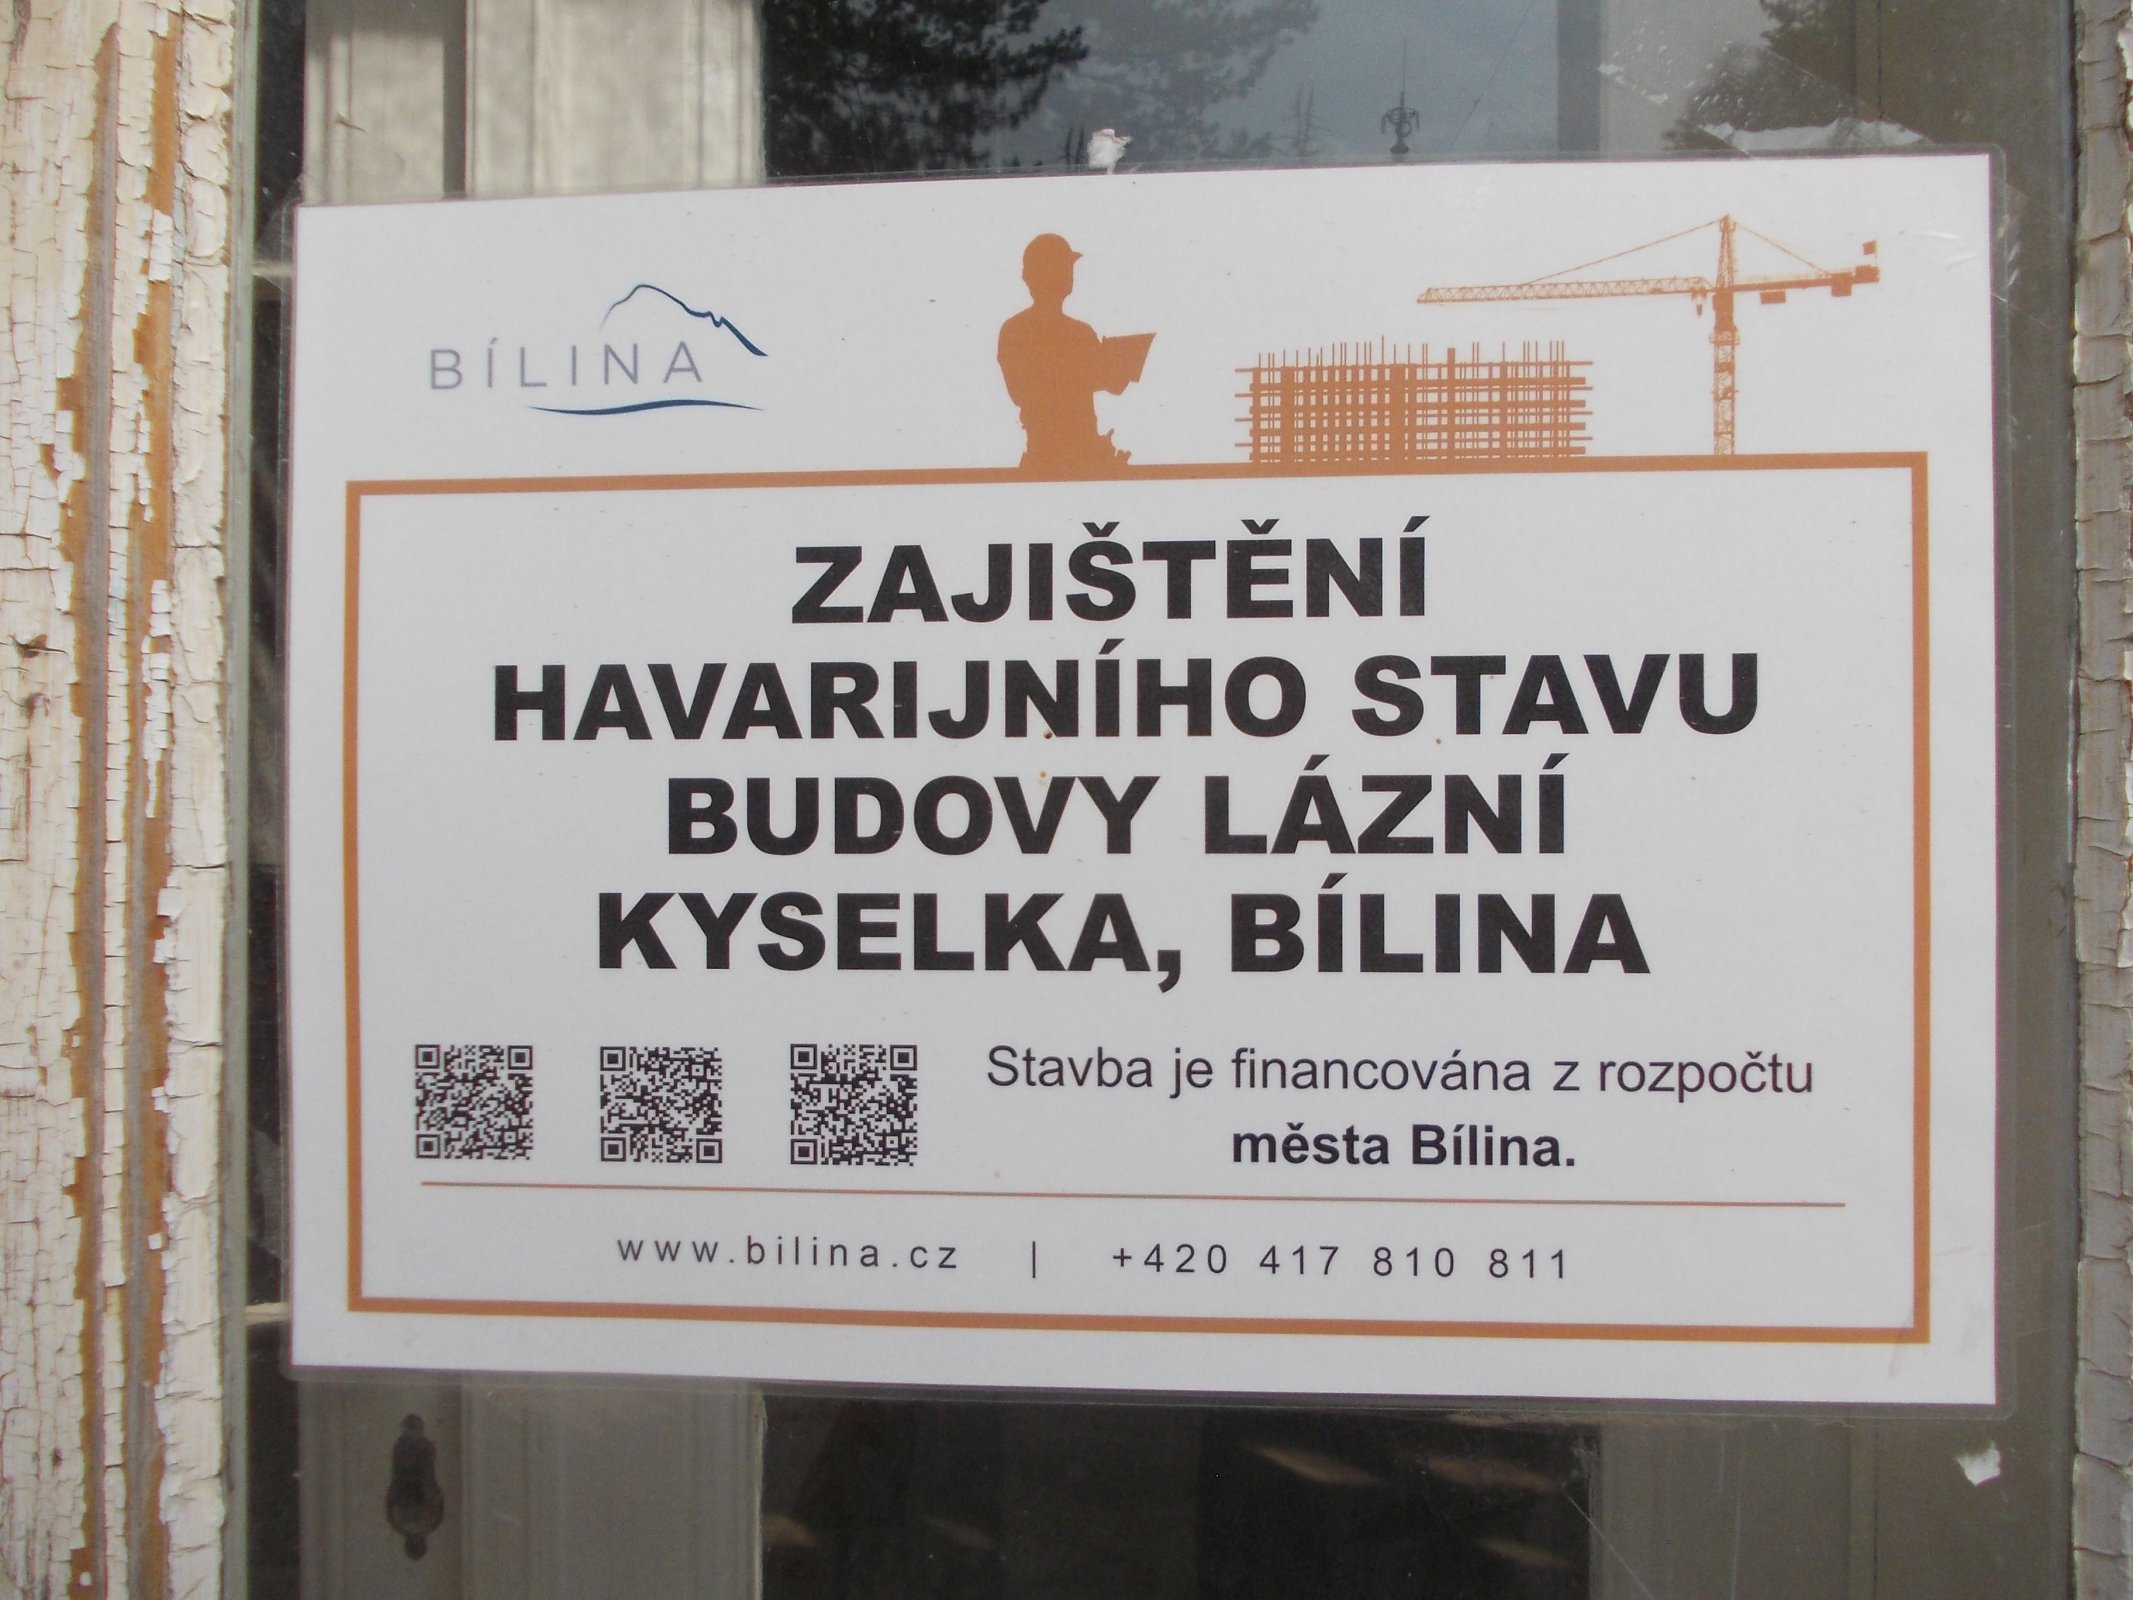 BÍLINA
ZAJIŠTĚNÍ
HAVARIJNÍHO STAVU
BUDOVY LÁZNÍ
KYSELKA, BÍLINA
Stavba je financována z rozpočtu
města Bílina.
www.bilina.cz | +420 417 810 811